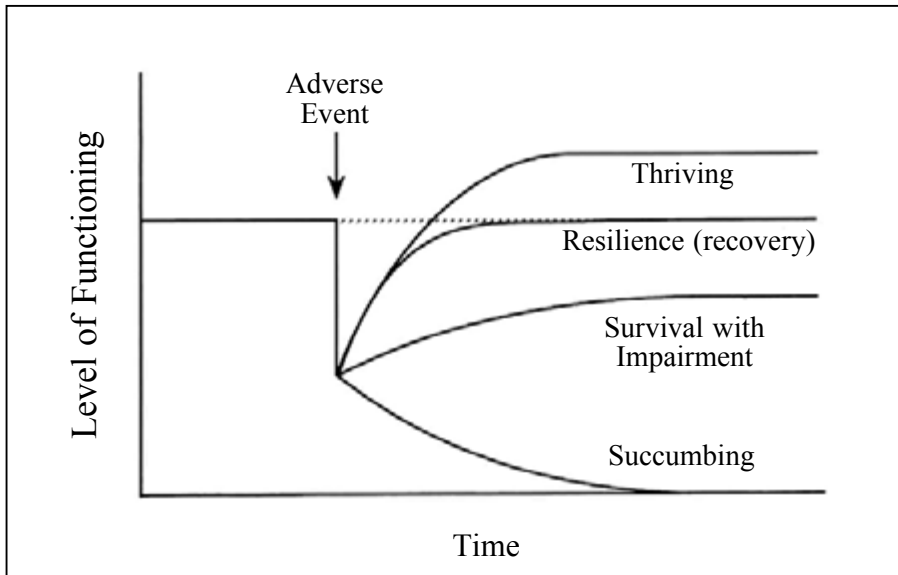 Adverse
Event
Level of Functioning
Thriving
Resilience (recovery)
Survival with
Impairment
Succumbing
Time